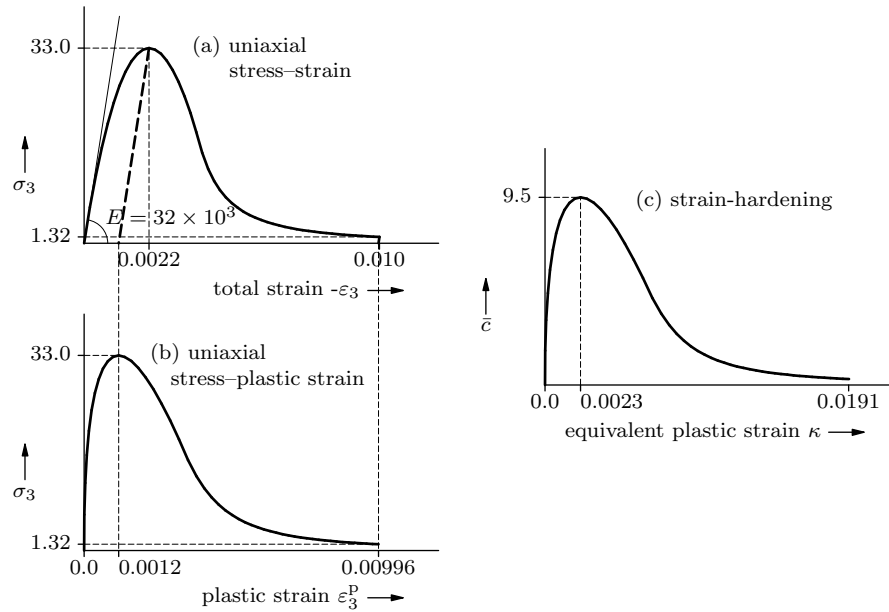 33.0
(a) uniaxial
stress–strain
σ₃
E = 32 × 10³
1.32
0.0022
0.010
total strain -ε₃
33.0
(b) uniaxial
stress–plastic strain
σ₃
1.32
0.0
0.0012
0.00996
plastic strain ε₃ᵖ
9.5
(c) strain-hardening
c̄
0.0
0.0023
0.0191
equivalent plastic strain κ